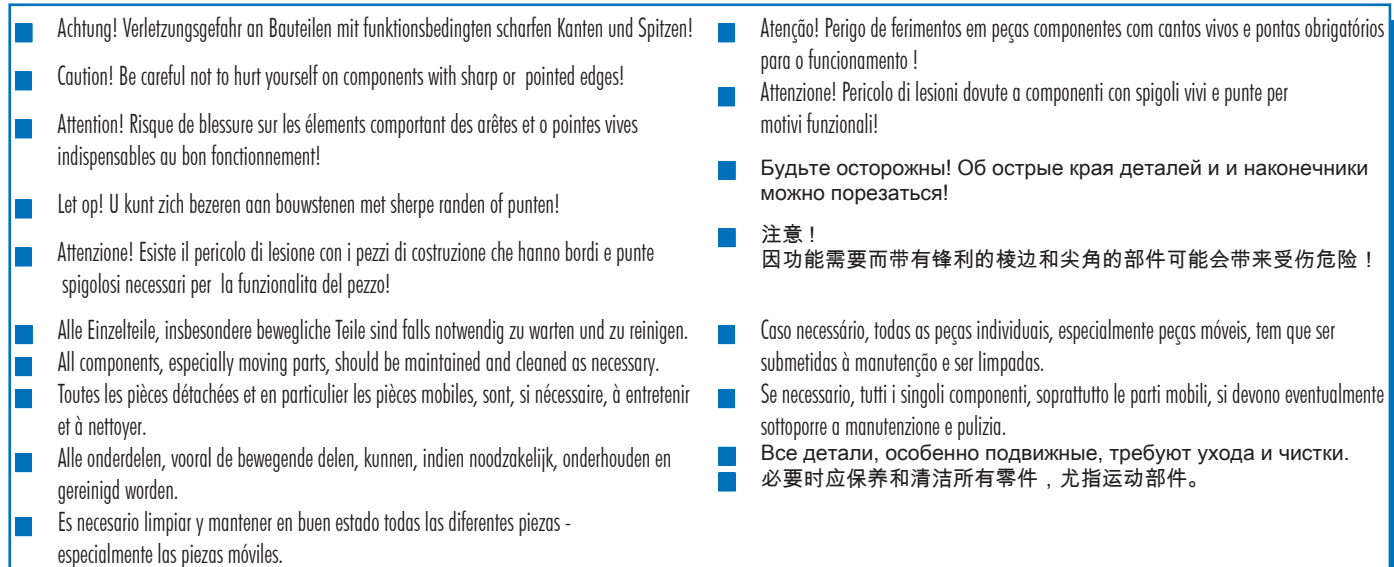 Achtung! Verletzungsgefahr an Bauteilen mit funktionsbedingten scharfen Kanten und Spitzen!
Caution! Be careful not to hurt yourself on components with sharp or pointed edges!
Attention! Risque de blessure sur les élements comportant des arêtes et o pointes vives
indispensables au bon fonctionnement!
Let op! U kunt zich bezeren aan bouwstenen met sherpe randen of punten!
Attenzione! Esiste il pericolo di lesione con i pezzi di costruzione che hanno bordi e punte
spigolosi necessari per la funzionalita del pezzo!
Alle Einzelteile, insbesondere bewegliche Teile sind falls notwendig zu warten und zu reinigen.
All components, especially moving parts, should be maintained and cleaned as necessary.
Toutes les pièces détachées et en particulier les pièces mobiles, sont, si nécessaire, à entretenir
et à nettoyer.
Alle onderdelen, vooral de bewegende delen, kunnen, indien noodzakelijk, onderhouden en
gereinigd worden.
Es necesario limpiar y mantener en buen estado todas las diferentes piezas -
especialmente las piezas móviles.
Atenção! Perigo de ferimentos em peças componentes com cantos vivos e pontas obrigatórios
para o funcionamento !
Attenzione! Pericolo di lesioni dovute a componenti con spigoli vivi e punte per
motivi funzionali!
Будьте осторожны! Об острые края деталей и и наконечники
можно порезаться!
注意！
因功能需要而带有锋利的棱边和尖角的部件可能会带来受伤危险！
Caso necessário, todas as peças individuais, especialmente peças móveis, tem que ser
submetidas à manutenção e ser limpadas.
Se necessario, tutti i singoli componenti, soprattutto le parti mobili, si devono eventualmente
sottoporre a manutenzione e pulizia.
Все детали, особенно подвижные, требуют ухода и чистки.
必要时应保养和清洁所有零件，尤指运动部件。